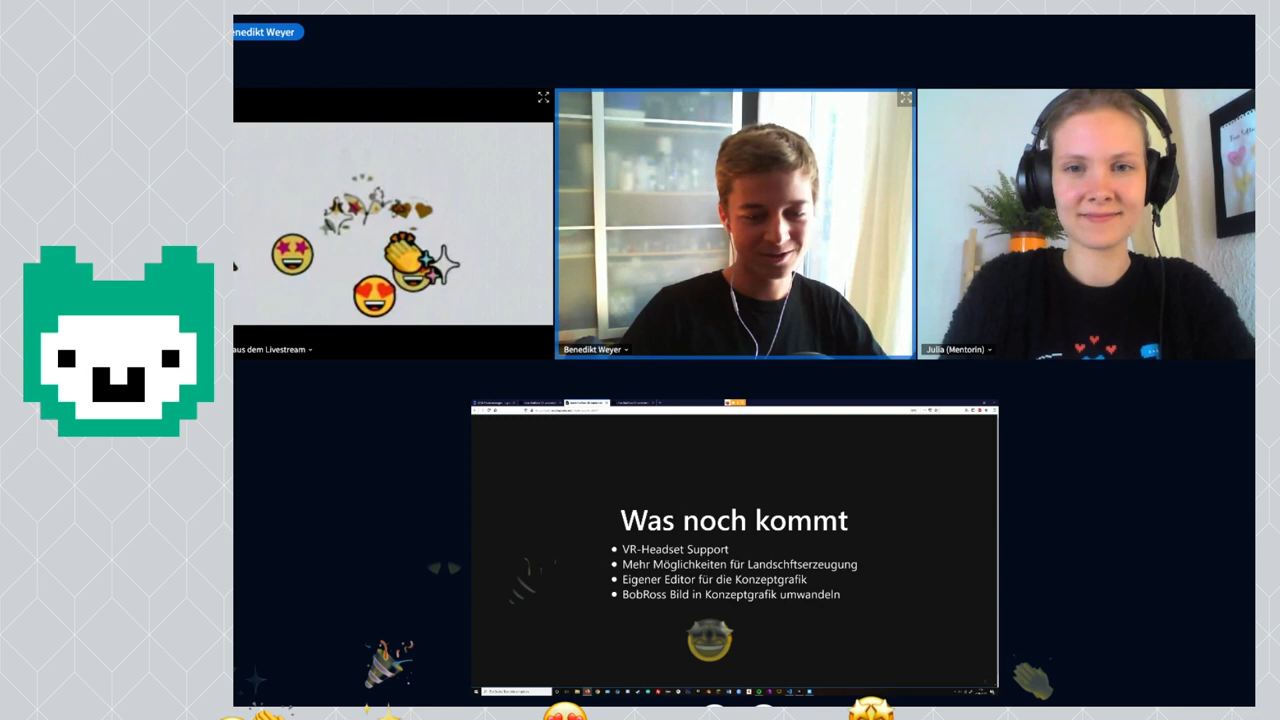 enedikt Weyer
aus dem Livestream
Benedikt Weyer
Julia (Mentorin)
Was noch kommt
VR-Headset Support
Mehr Möglichkeiten für Landschftserzeugung
Eigener Editor für die Konzeptgrafik
BobRoss Bild in Konzeptgrafik umwandeln